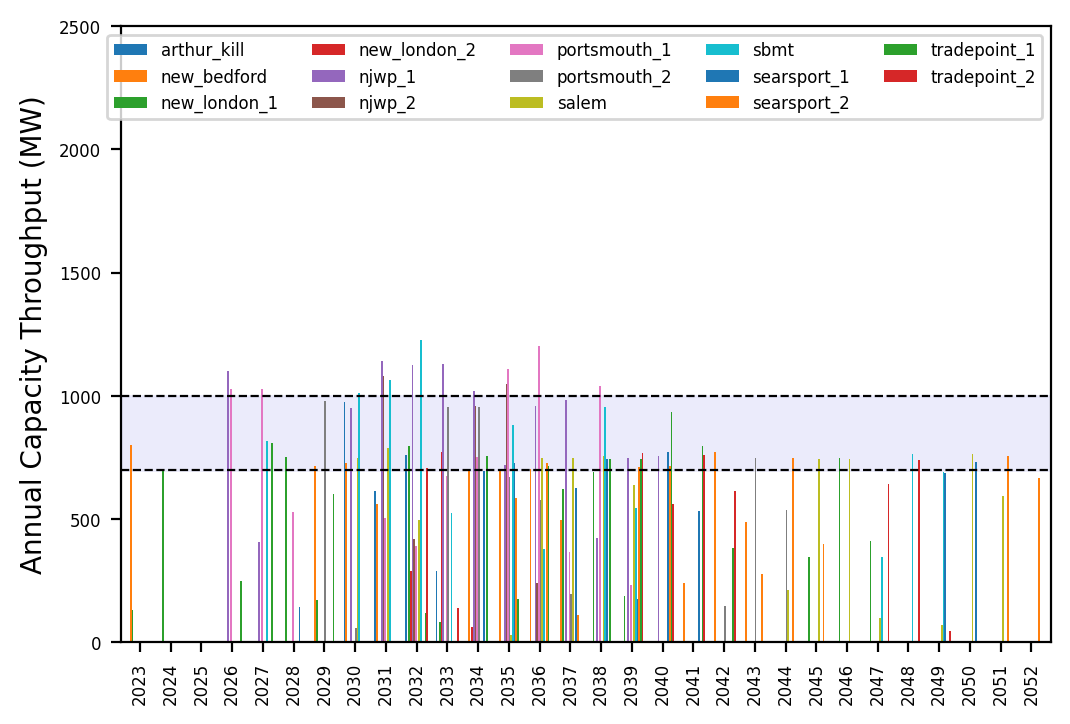 Annual Capacity Throughput (MW)
2500
2000
1500
1000
500
0
arthur_kill new_london_2 portsmouth_1 sbmt tradepoint_1
new_bedford njwp_1 portsmouth_2 searsport_1 tradepoint_2
new_london_1 njwp_2 salem searsport_2
2023 2024 2025 2026 2027 2028 2029 2030 2031 2032 2033 2034 2035 2036 2037 2038 2039 2040 2041 2042 2043 2044 2045 2046 2047 2048 2049 2050 2051 2052